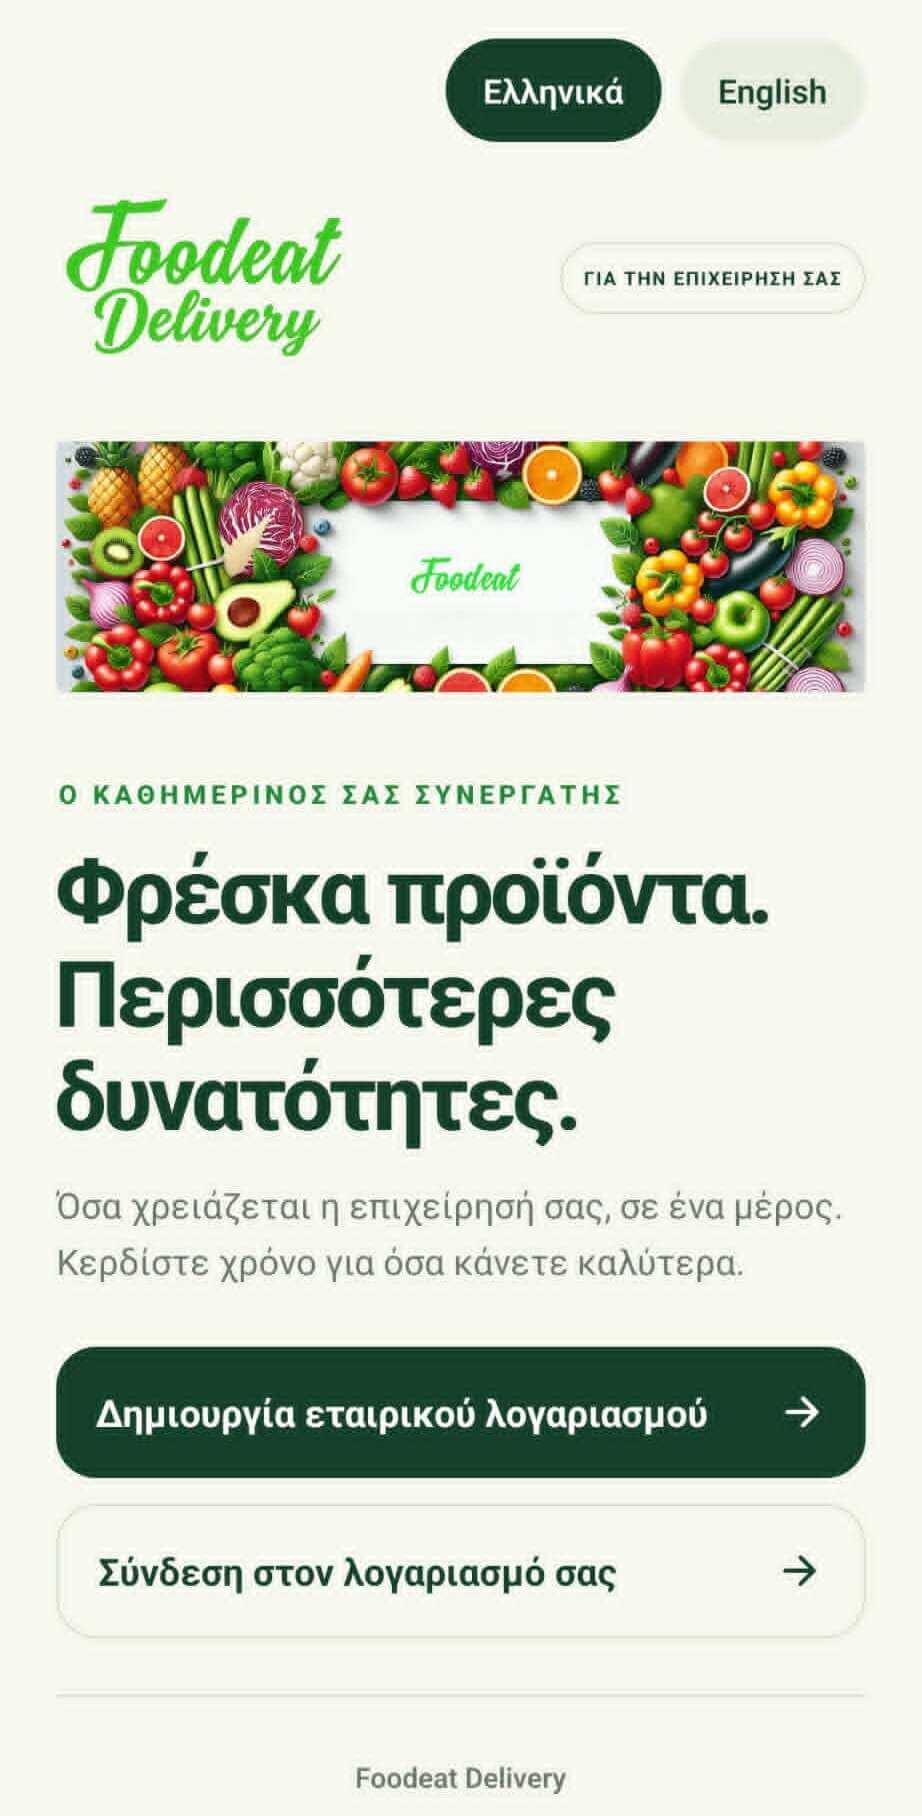 Ελληνικά
English
Foodeat
Delivery
ΓΙΑ ΤΗΝ ΕΠΙΧΕΙΡΗΣΗ ΣΑΣ
Foodeat
Ο ΚΑΘΗΜΕΡΙΝΟΣ ΣΑΣ ΣΥΝΕΡΓΑΤΗΣ
Φρέσκα προϊόντα.
Περισσότερες
δυνατότητες.
Όσα χρειάζεται η επιχείρησή σας, σε ένα μέρος.
Κερδίστε χρόνο για όσα κάνετε καλύτερα.
Δημιουργία εταιρικού λογαριασμού →
Σύνδεση στον λογαριασμό σας →
Foodeat Delivery